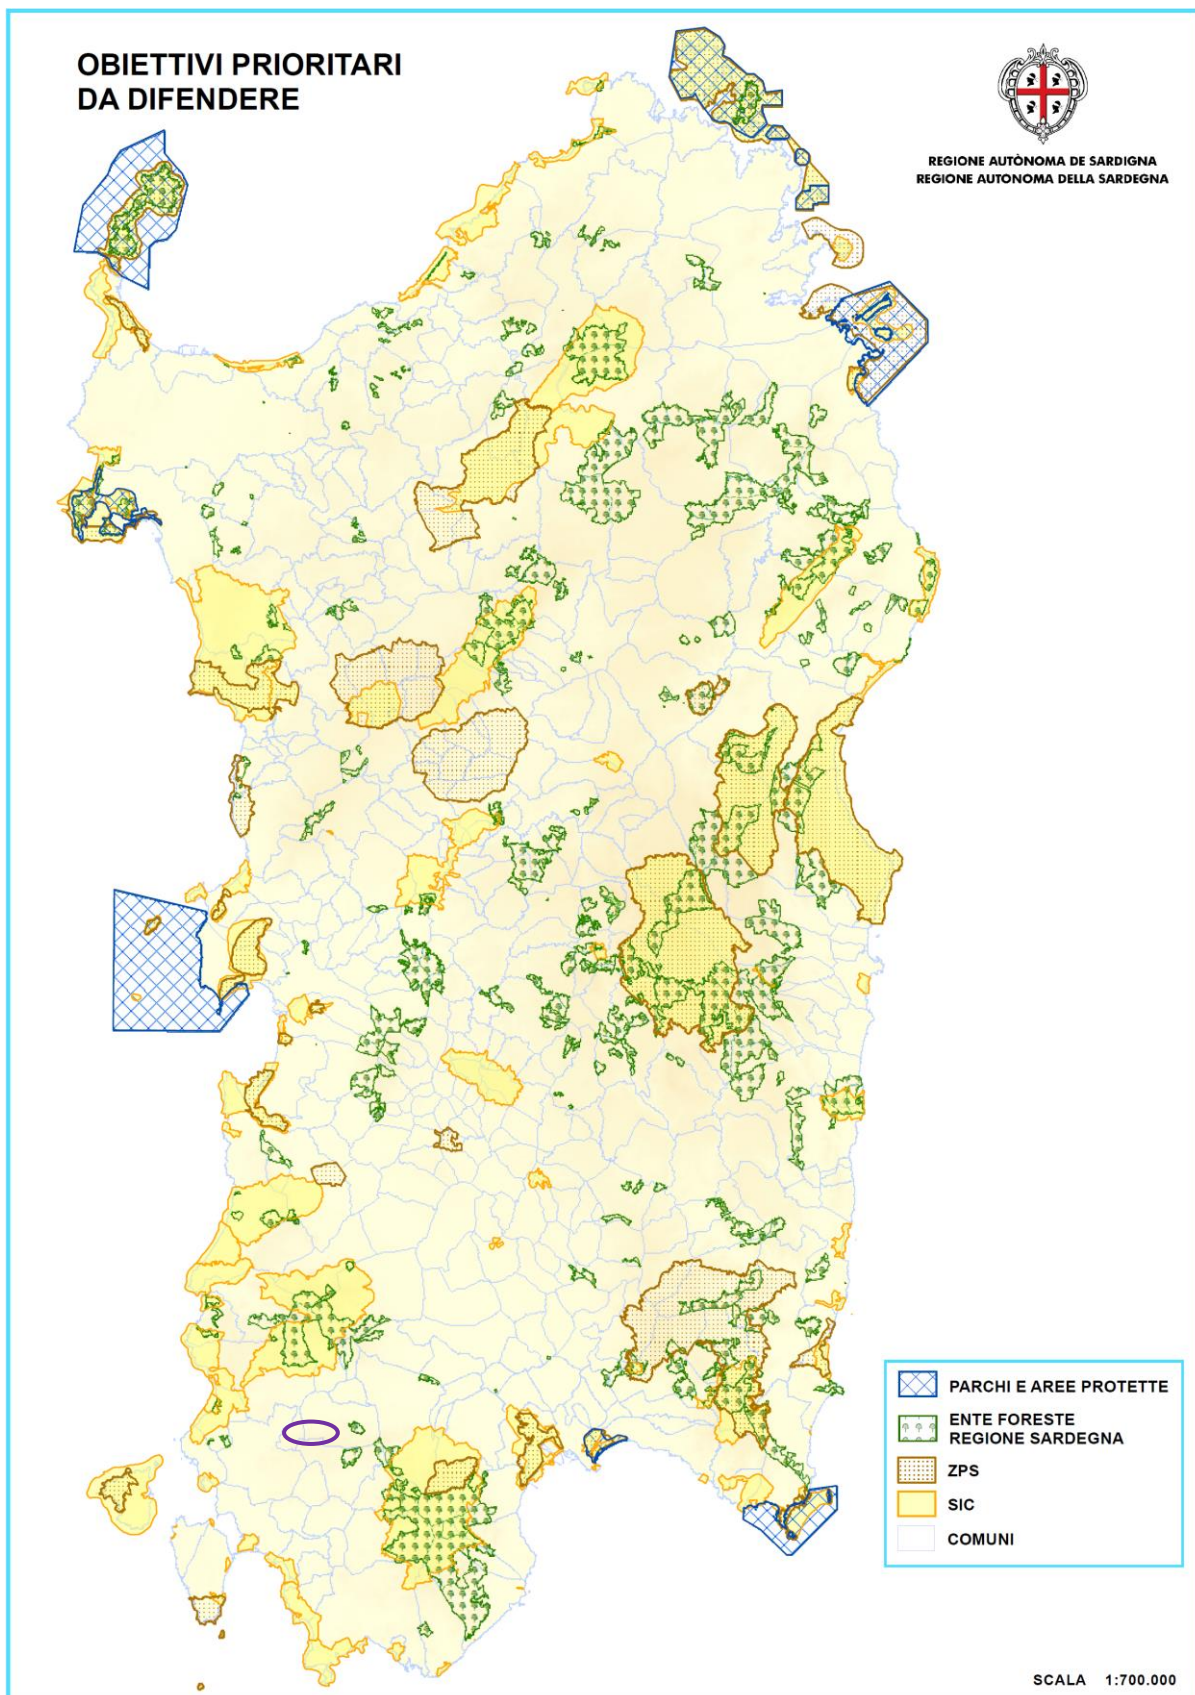 OBIETTIVI PRIORITARI
DA DIFENDERE
REGIONE AUTÒNOMA DE SARDIGNA
REGIONE AUTONOMA DELLA SARDEGNA
PARCHI E AREE PROTETTE
ENTE FORESTE
REGIONE SARDEGNA
ZPS
SIC
COMUNI
SCALA 1:700.000